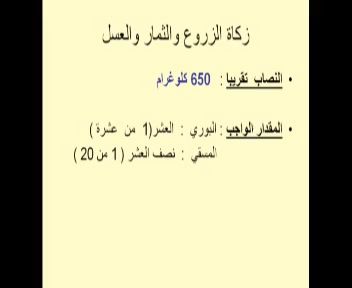 زكاة الزروع والثمار والعسل
• النصاب تقريبا : 650 كلوغرام
• المقدار الواجب : البوري : العشر(1 من عشرة )
المسقي : نصف العشر ( 1 من 20 )